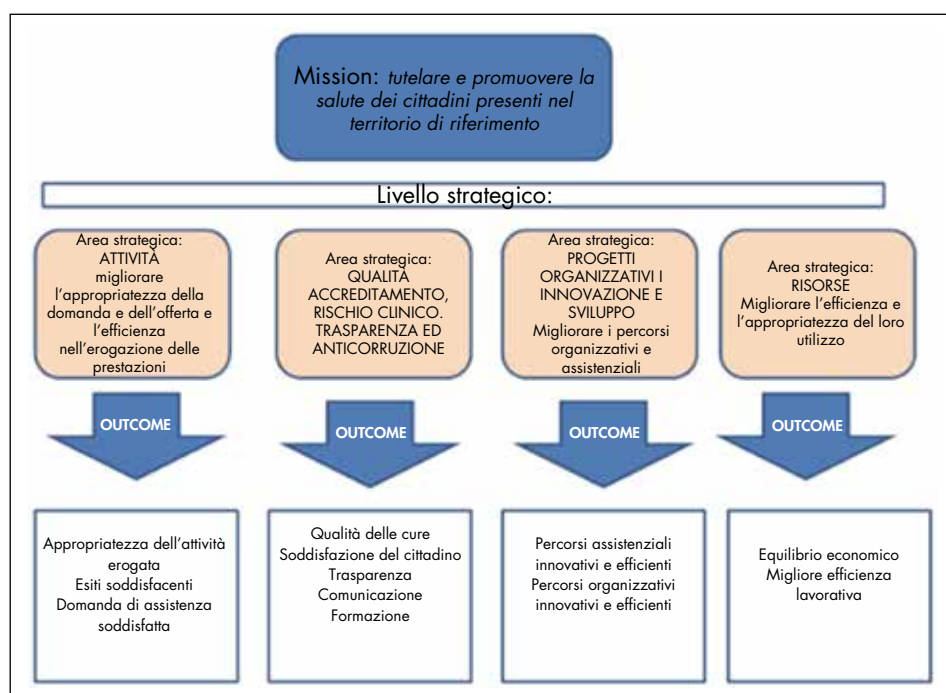 Mission: tutelare e promuovere la
salute dei cittadini presenti nel
territorio di riferimento
Livello strategico:
Area strategica:
ATTIVITÀ
migliorare
l'appropriatezza della
domanda e dell'offerta e
l'efficienza
nell'erogazione delle
prestazioni
Area strategica:
QUALITÀ
ACCREDITAMENTO,
RISCHIO CLINICO.
TRASPARENZA ED
ANTICORRUZIONE
Area strategica:
PROGETTI
ORGANIZZATIVI I
INNOVAZIONE E
SVILUPPO
Migliorare i percorsi
organizzativi e
assistenziali
Area strategica:
RISORSE
Migliorare l'efficienza e
l'appropriatezza del loro
utilizzo
OUTCOME
OUTCOME
OUTCOME
OUTCOME
Appropriatezza dell'attività
erogata
Esiti soddisfacenti
Domanda di assistenza
soddisfatta
Qualità delle cure
Soddisfazione del cittadino
Trasparenza
Comunicazione
Formazione
Percorsi assistenziali
innovativi e efficienti
Percorsi organizzativi
innovativi e efficienti
Equilibrio economico
Migliore efficienza
lavorativa